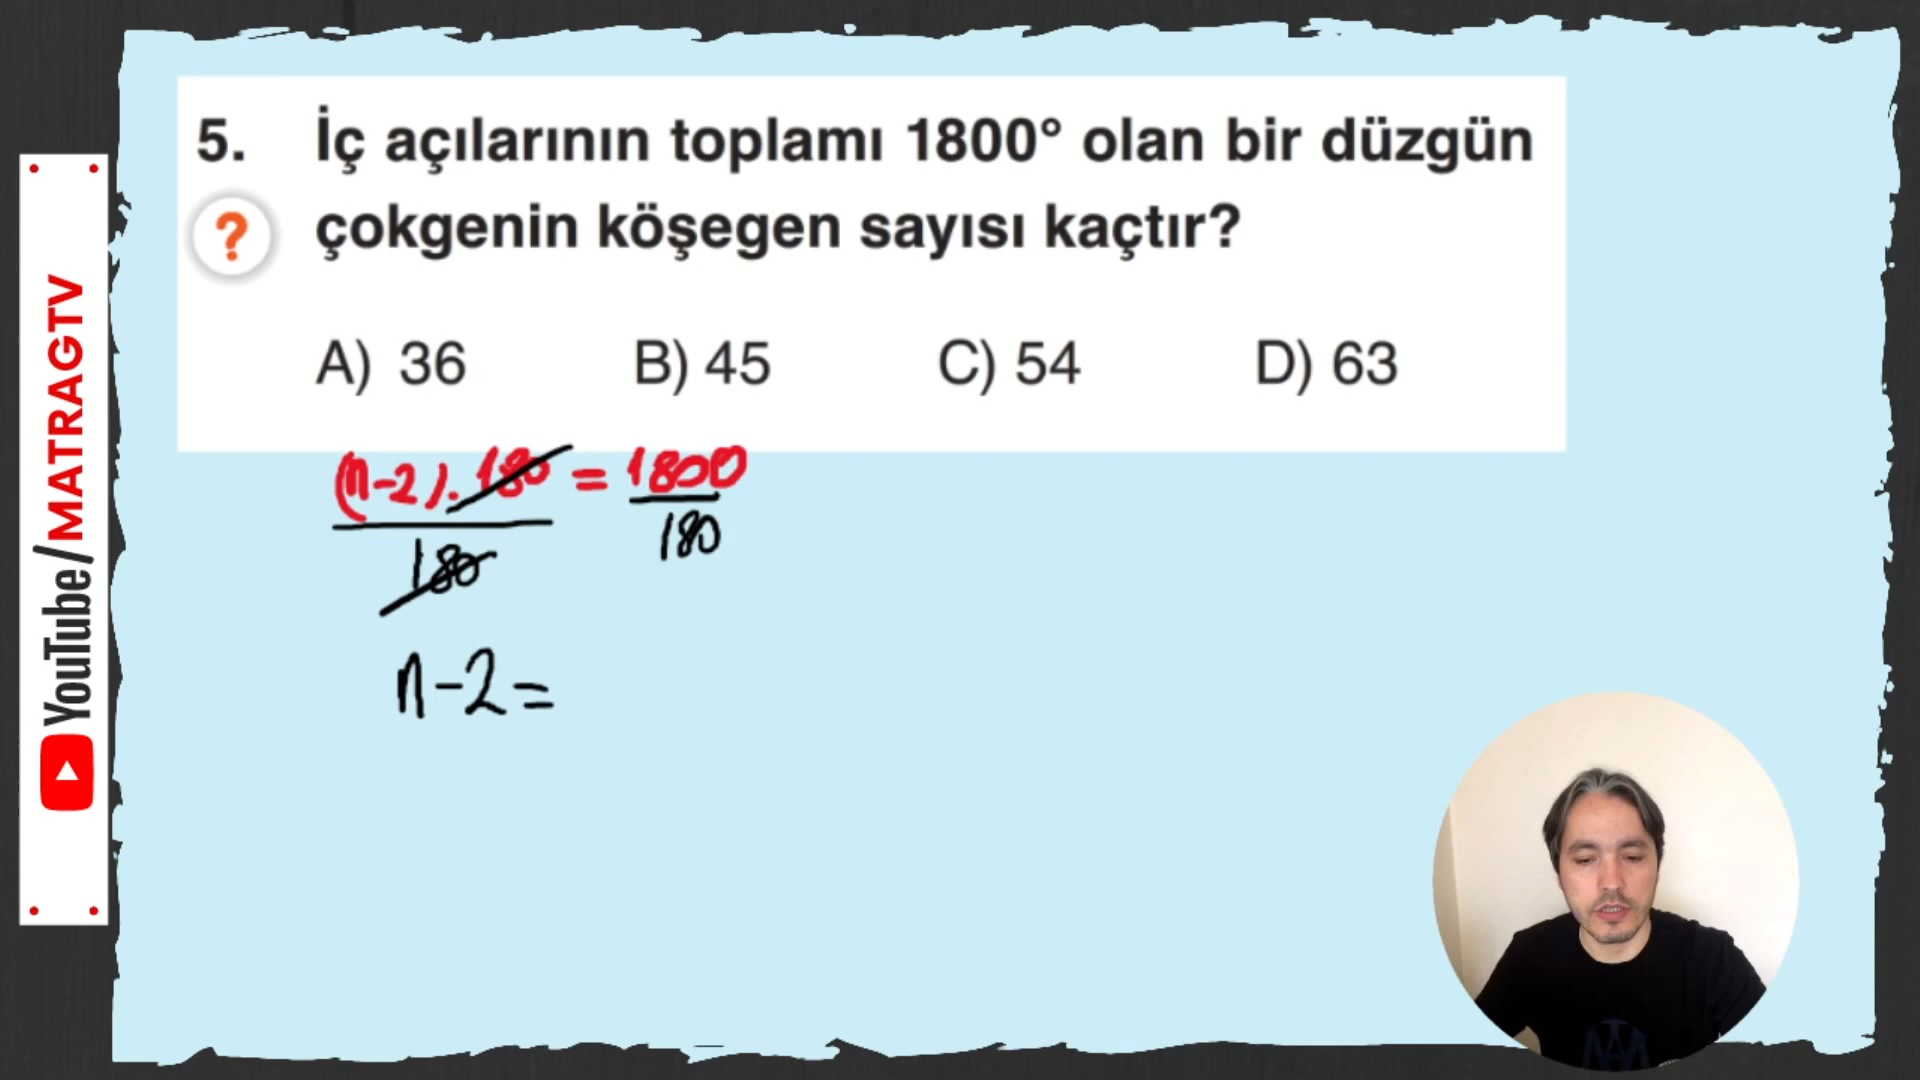 5. İç açılarının toplamı 1800° olan bir düzgün
? çokgenin köşegen sayısı kaçtır?
A) 36 B) 45 C) 54 D) 63
(n-2).180 = 1800
180 180
n-2=
YouTube/MATRAGTV